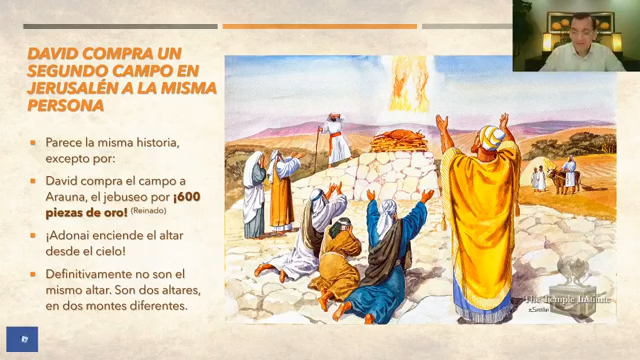 DAVID COMPRA UN
SEGUNDO CAMPO EN
JERUSALÉN A LA MISMA
PERSONA
Parece la misma historia,
excepto por:
David compra el campo a
Arauna, el jebuseo por ¡600
piezas de oro! (Reinado)
¡Adonai enciende el altar
desde el cielo!
Definitivamente no son el
mismo altar. Son dos altares,
en dos montes diferentes.
The Temple Institute